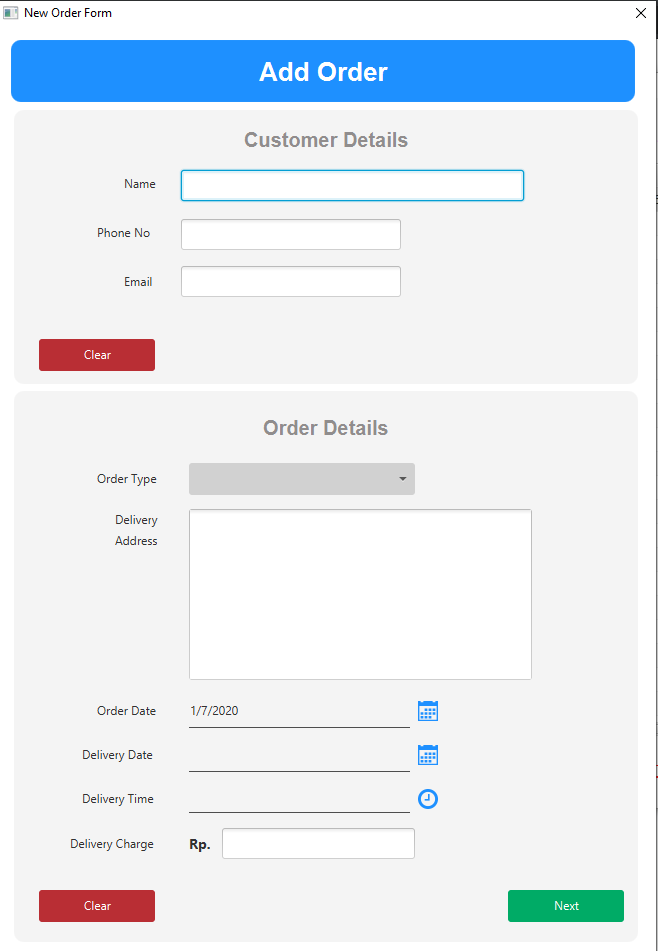 New Order Form
Add Order
Customer Details
Name
Phone No
Email
Clear
Order Details
Order Type
Delivery
Address
Order Date 1/7/2020
Delivery Date
Delivery Time
Delivery Charge Rp.
Clear Next